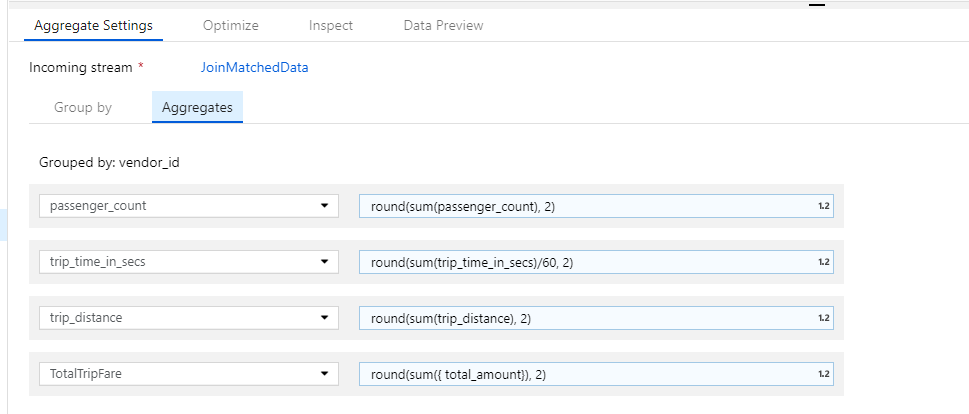 Aggregate Settings Optimize Inspect Data Preview
Incoming stream * JoinMatchedData
Group by Aggregates
Grouped by: vendor_id
passenger_count round(sum(passenger_count), 2) 1.2
trip_time_in_secs round(sum(trip_time_in_secs)/60, 2) 1.2
trip_distance round(sum(trip_distance), 2) 1.2
TotalTripFare round(sum({ total_amount}), 2) 1.2